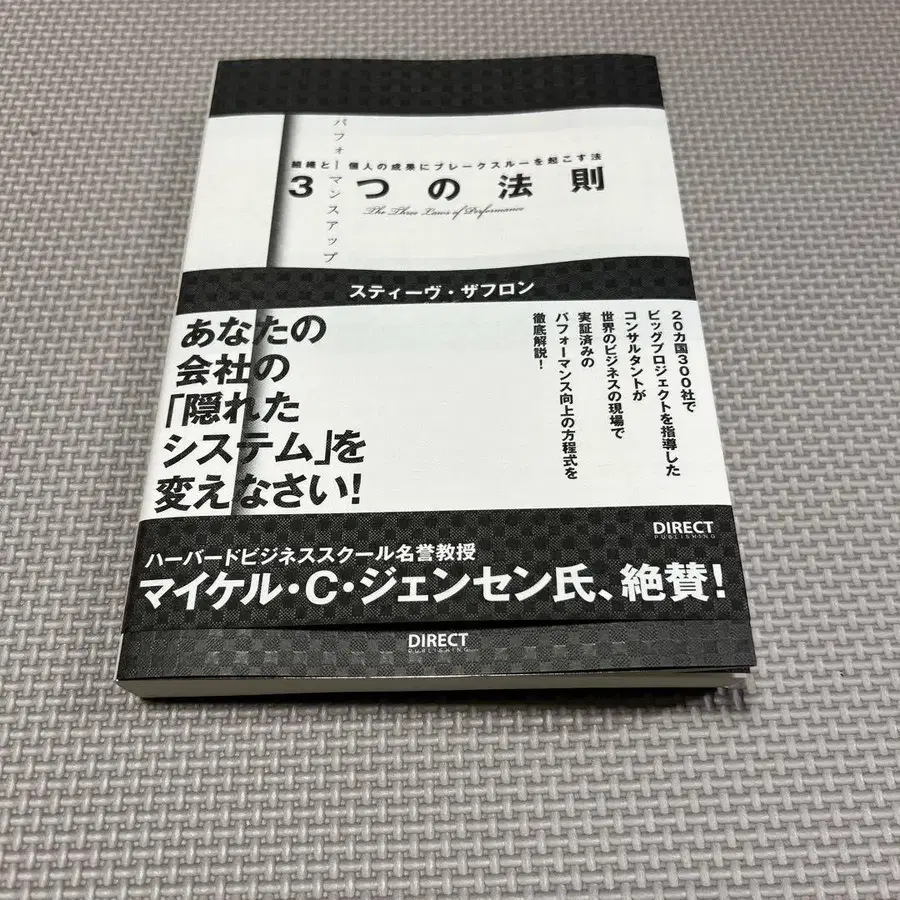 パフォーマンスアップ
組織と個人の成果にブレークスルーを起こす法
3つの法則
The Three Laws of Performance
スティーヴ・ザフロン
あなたの
会社の
「隠れた
システム」を
変えなさい!
20カ国300社で
ビッグプロジェクトを指導した
コンサルタントが
世界のビジネスの現場で
実証済みの
パフォーマンス向上の方程式を
徹底解説!
DIRECT
PUBLISHING
ハーバードビジネススクール名誉教授
マイケル・C・ジェンセン氏、絶賛!
DIRECT
PUBLISHING